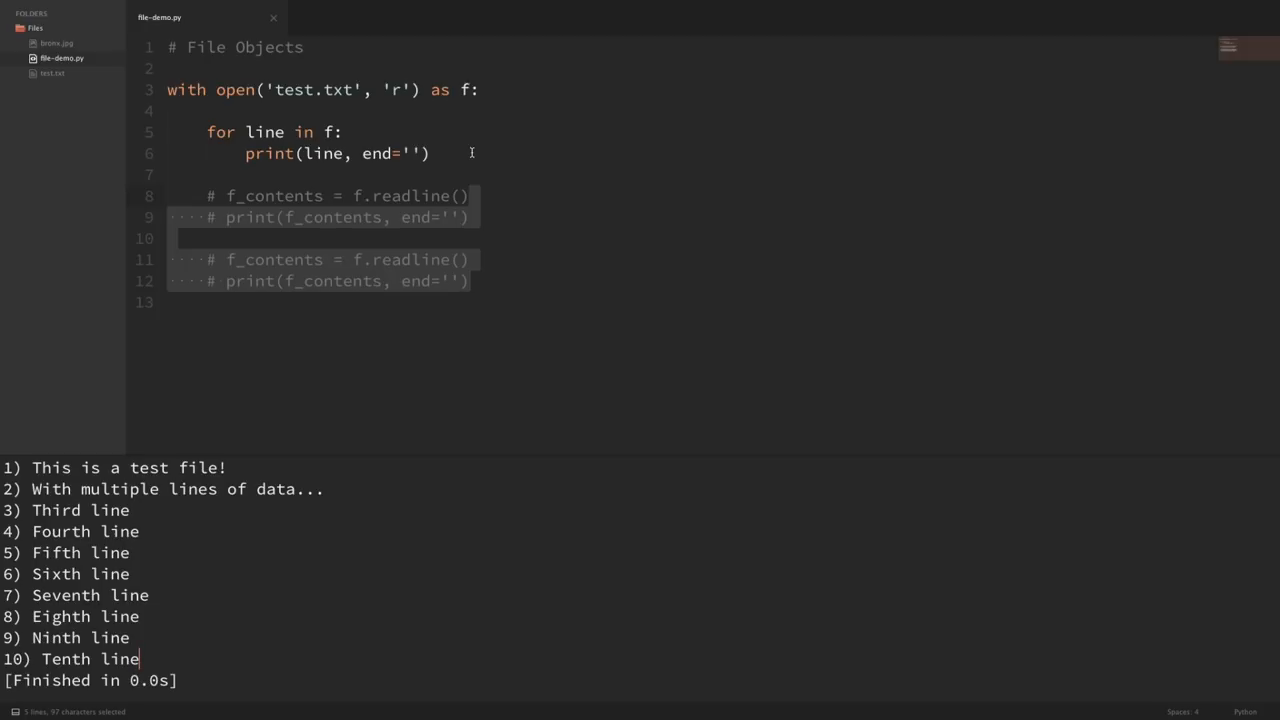 FOLDERS
Files
bronx.jpg
file-demo.py
test.txt
file-demo.py
1 # File Objects
2
3 with open('test.txt', 'r') as f:
4
5     for line in f:
6         print(line, end='')
7
8     # f_contents = f.readline()
9 ····# print(f_contents, end='')
10
11 ····# f_contents = f.readline()
12 ····#·print(f_contents, end='')
13
1) This is a test file!
2) With multiple lines of data...
3) Third line
4) Fourth line
5) Fifth line
6) Sixth line
7) Seventh line
8) Eighth line
9) Ninth line
10) Tenth line
[Finished in 0.0s]
5 lines, 97 characters selected
Spaces: 4
Python